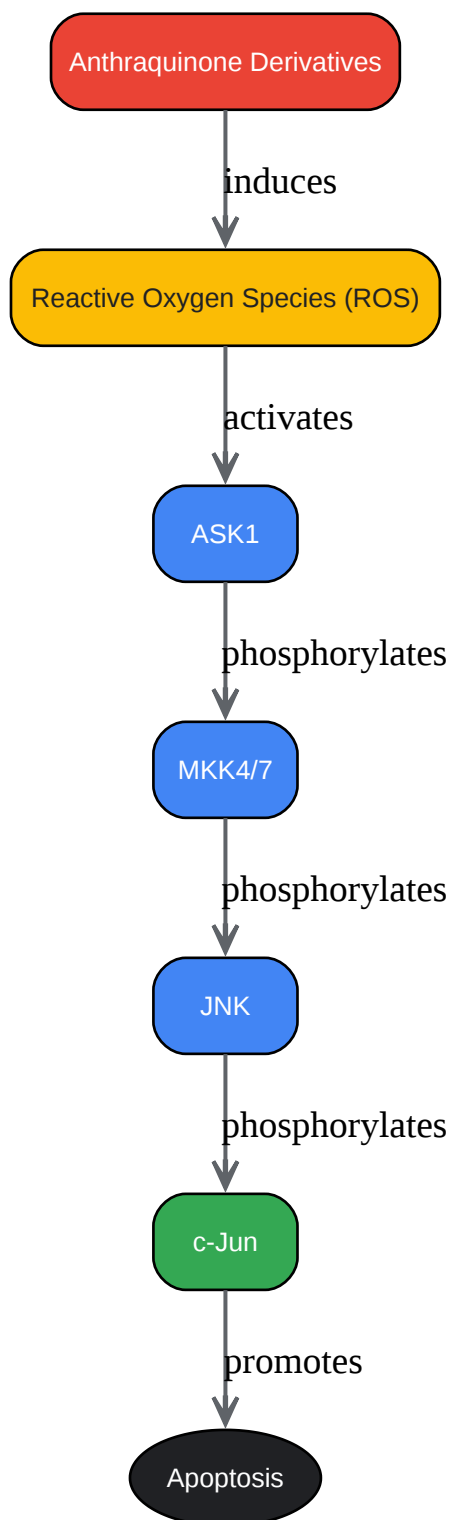 Anthraquinone Derivatives
induces
Reactive Oxygen Species (ROS)
activates
ASK1
phosphorylates
MKK4/7
phosphorylates
JNK
phosphorylates
c-Jun
promotes
Apoptosis